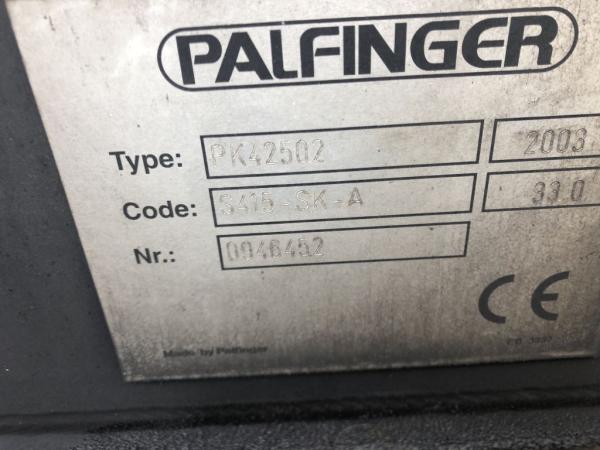 PALFINGER
Type: PK42502 2003
Code: S415-SK-A 33.0
Nr.: 0946452
CE
Made by Palfinger